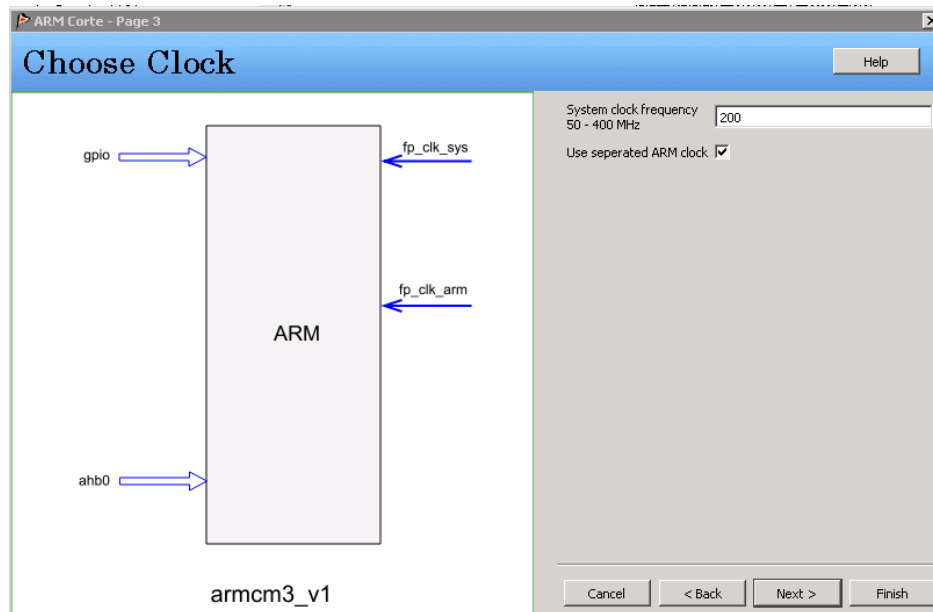 ARM Corte - Page 3
Choose Clock
Help
gpio
fp_clk_sys
fp_clk_arm
ARM
ahb0
armcm3_v1
System clock frequency
50 - 400 MHz
200
Use seperated ARM clock
Cancel
< Back
Next >
Finish